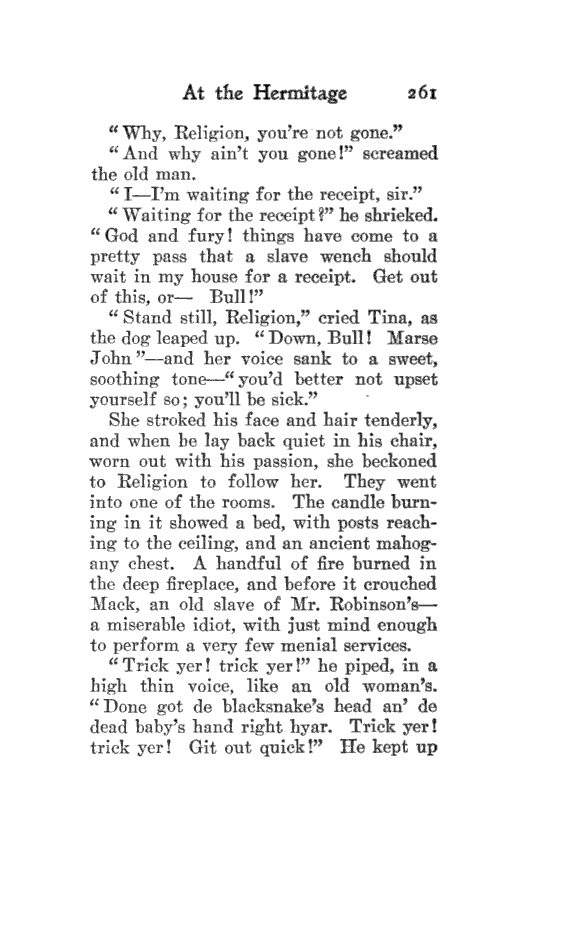 At the Hermitage 261
“Why, Religion, you're not gone.”
“And why ain't you gone!” screamed
the old man.
“I—I'm waiting for the receipt, sir.”
“Waiting for the receipt?” he shrieked.
“God and fury! things have come to a
pretty pass that a slave wench should
wait in my house for a receipt. Get out
of this, or— Bull!”
“Stand still, Religion,” cried Tina, as
the dog leaped up. “Down, Bull! Marse
John”—and her voice sank to a sweet,
soothing tone—“you'd better not upset
yourself so; you'll be sick.”
She stroked his face and hair tenderly,
and when he lay back quiet in his chair,
worn out with his passion, she beckoned
to Religion to follow her. They went
into one of the rooms. The candle burn-
ing in it showed a bed, with posts reach-
ing to the ceiling, and an ancient mahog-
any chest. A handful of fire burned in
the deep fireplace, and before it crouched
Mack, an old slave of Mr. Robinson's—
a miserable idiot, with just mind enough
to perform a very few menial services.
“Trick yer! trick yer!” he piped, in a
high thin voice, like an old woman's.
“Done got de blacksnake's head an' de
dead baby's hand right hyar. Trick yer!
trick yer! Git out quick!” He kept up